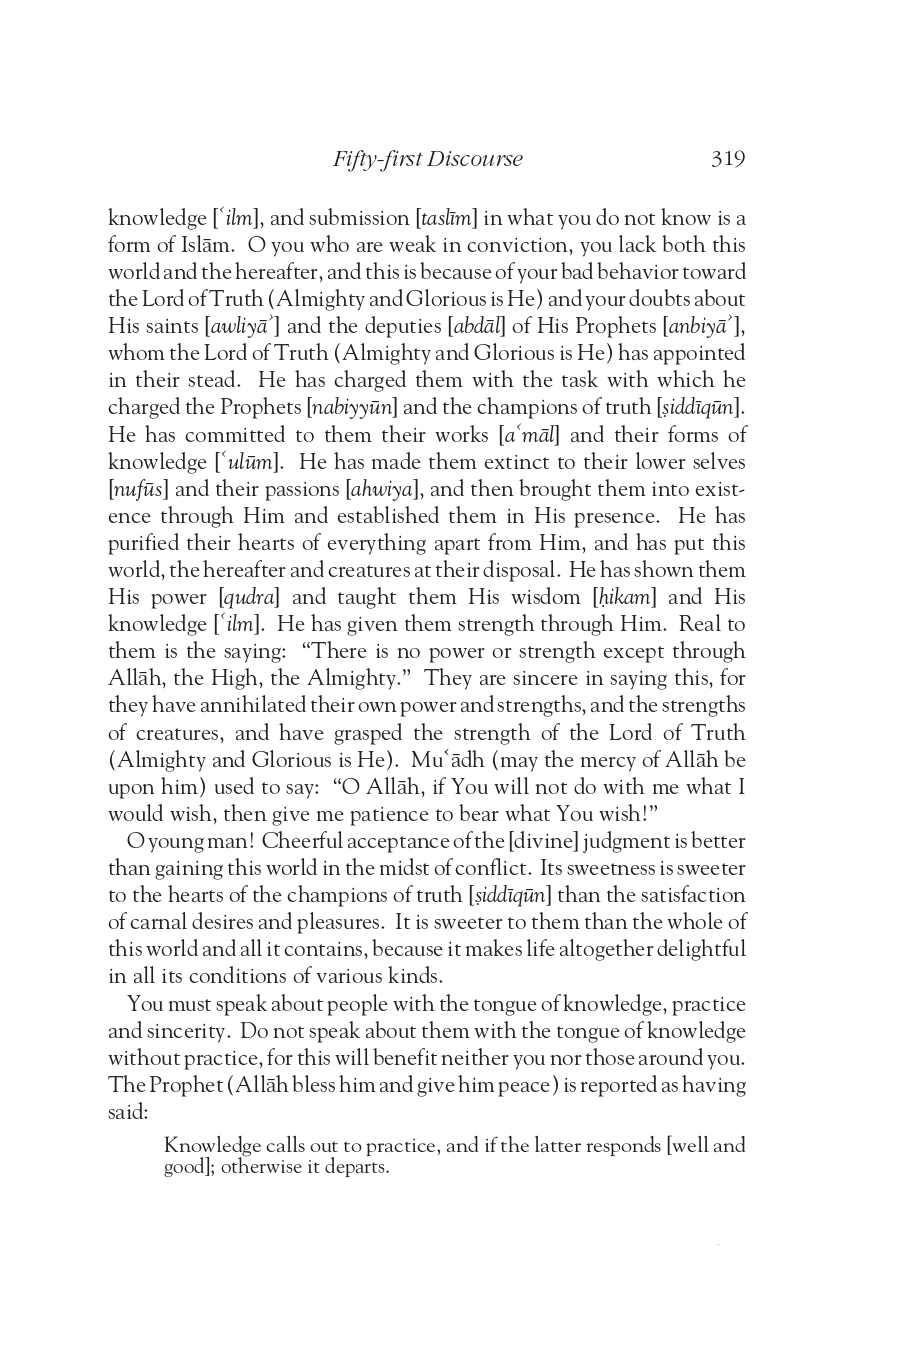 Fifty-first Discourse 319
knowledge [ʿilm], and submission [taslīm] in what you do not know is a
form of Islām. O you who are weak in conviction, you lack both this
world and the hereafter, and this is because of your bad behavior toward
the Lord of Truth (Almighty and Glorious is He) and your doubts about
His saints [awliyāʾ] and the deputies [abdāl] of His Prophets [anbiyāʾ],
whom the Lord of Truth (Almighty and Glorious is He) has appointed
in their stead. He has charged them with the task with which he
charged the Prophets [nabiyyūn] and the champions of truth [ṣiddīqūn].
He has committed to them their works [aʿmāl] and their forms of
knowledge [ʿulūm]. He has made them extinct to their lower selves
[nufūs] and their passions [ahwiya], and then brought them into exist-
ence through Him and established them in His presence. He has
purified their hearts of everything apart from Him, and has put this
world, the hereafter and creatures at their disposal. He has shown them
His power [qudra] and taught them His wisdom [ḥikam] and His
knowledge [ʿilm]. He has given them strength through Him. Real to
them is the saying: “There is no power or strength except through
Allāh, the High, the Almighty.” They are sincere in saying this, for
they have annihilated their own power and strengths, and the strengths
of creatures, and have grasped the strength of the Lord of Truth
(Almighty and Glorious is He). Muʿādh (may the mercy of Allāh be
upon him) used to say: “O Allāh, if You will not do with me what I
would wish, then give me patience to bear what You wish!”
O young man! Cheerful acceptance of the [divine] judgment is better
than gaining this world in the midst of conflict. Its sweetness is sweeter
to the hearts of the champions of truth [ṣiddīqūn] than the satisfaction
of carnal desires and pleasures. It is sweeter to them than the whole of
this world and all it contains, because it makes life altogether delightful
in all its conditions of various kinds.
You must speak about people with the tongue of knowledge, practice
and sincerity. Do not speak about them with the tongue of knowledge
without practice, for this will benefit neither you nor those around you.
The Prophet (Allāh bless him and give him peace) is reported as having
said:
Knowledge calls out to practice, and if the latter responds [well and
good]; otherwise it departs.